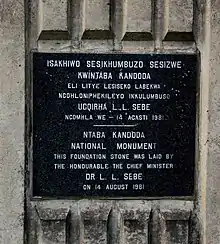 ISAKHIWO SESIKHUMBUZO SESIZWE
KWINTABA KANDODA
ELI LITYE LESISEKO LABEKWA
NGOHLONIPHEKILEYO INKULUMBUSO
UGQIRHA L.L. SEBE
NGOMHLA WE - 14 AGASTI 1981
NTABA KANDODA
NATIONAL MONUMENT
THIS FOUNDATION STONE WAS LAID BY
THE HONOURABLE THE CHIEF MINISTER
DR L. L. SEBE
ON 14 AUGUST 1981